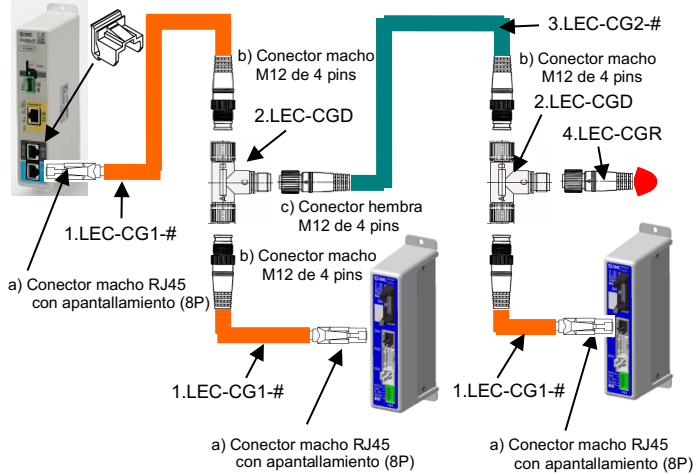 b) Conector macho
M12 de 4 pins
3.LEC-CG2-#
b) Conector macho
M12 de 4 pins
2.LEC-CGD
2.LEC-CGD
4.LEC-CGR
B
A
C
B
A
C
c) Conector hembra
M12 de 4 pins
1.LEC-CG1-#
b) Conector macho
M12 de 4 pins
a) Conector macho RJ45
con apantallamiento (8P)
1.LEC-CG1-#
1.LEC-CG1-#
a) Conector macho RJ45
con apantallamiento (8P)
a) Conector macho RJ45
con apantallamiento (8P)